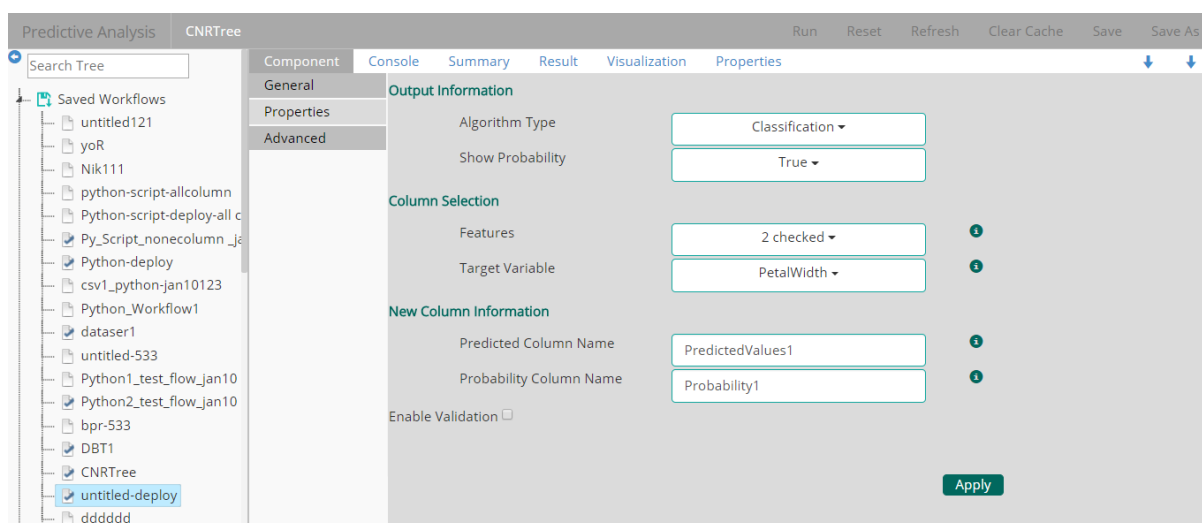 Predictive Analysis CNRTree Run Reset Refresh Clear Cache Save Save As
Search Tree
Saved Workflows
untitled121
yoR
Nik111
python-script-allcolumn
Python-script-deploy-all c
Py_Script_nonecolumn _ja
Python-deploy
csv1_python-jan10123
Python_Workflow1
dataser1
untitled-533
Python1_test_flow_jan10
Python2_test_flow_jan10
bpr-533
DBT1
CNRTree
untitled-deploy
dddddd
Component Console Summary Result Visualization Properties
General
Properties
Advanced
Output Information
Algorithm Type Classification
Show Probability True
Column Selection
Features 2 checked
Target Variable PetalWidth
New Column Information
Predicted Column Name PredictedValues1
Probability Column Name Probability1
Enable Validation
Apply